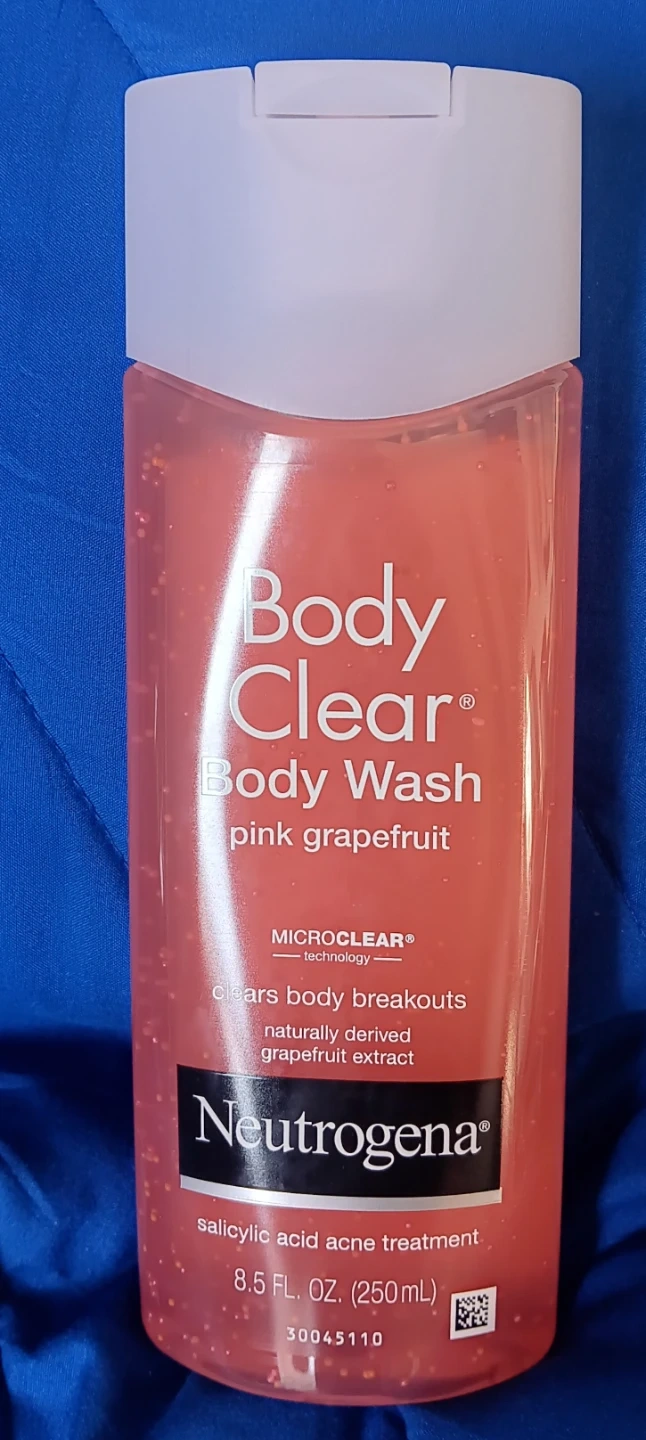 Body
Clear®
Body Wash
pink grapefruit
MICROCLEAR®
technology
clears body breakouts
naturally derived
grapefruit extract
Neutrogena®
salicylic acid acne treatment
8.5 FL. OZ. (250mL)
30045110